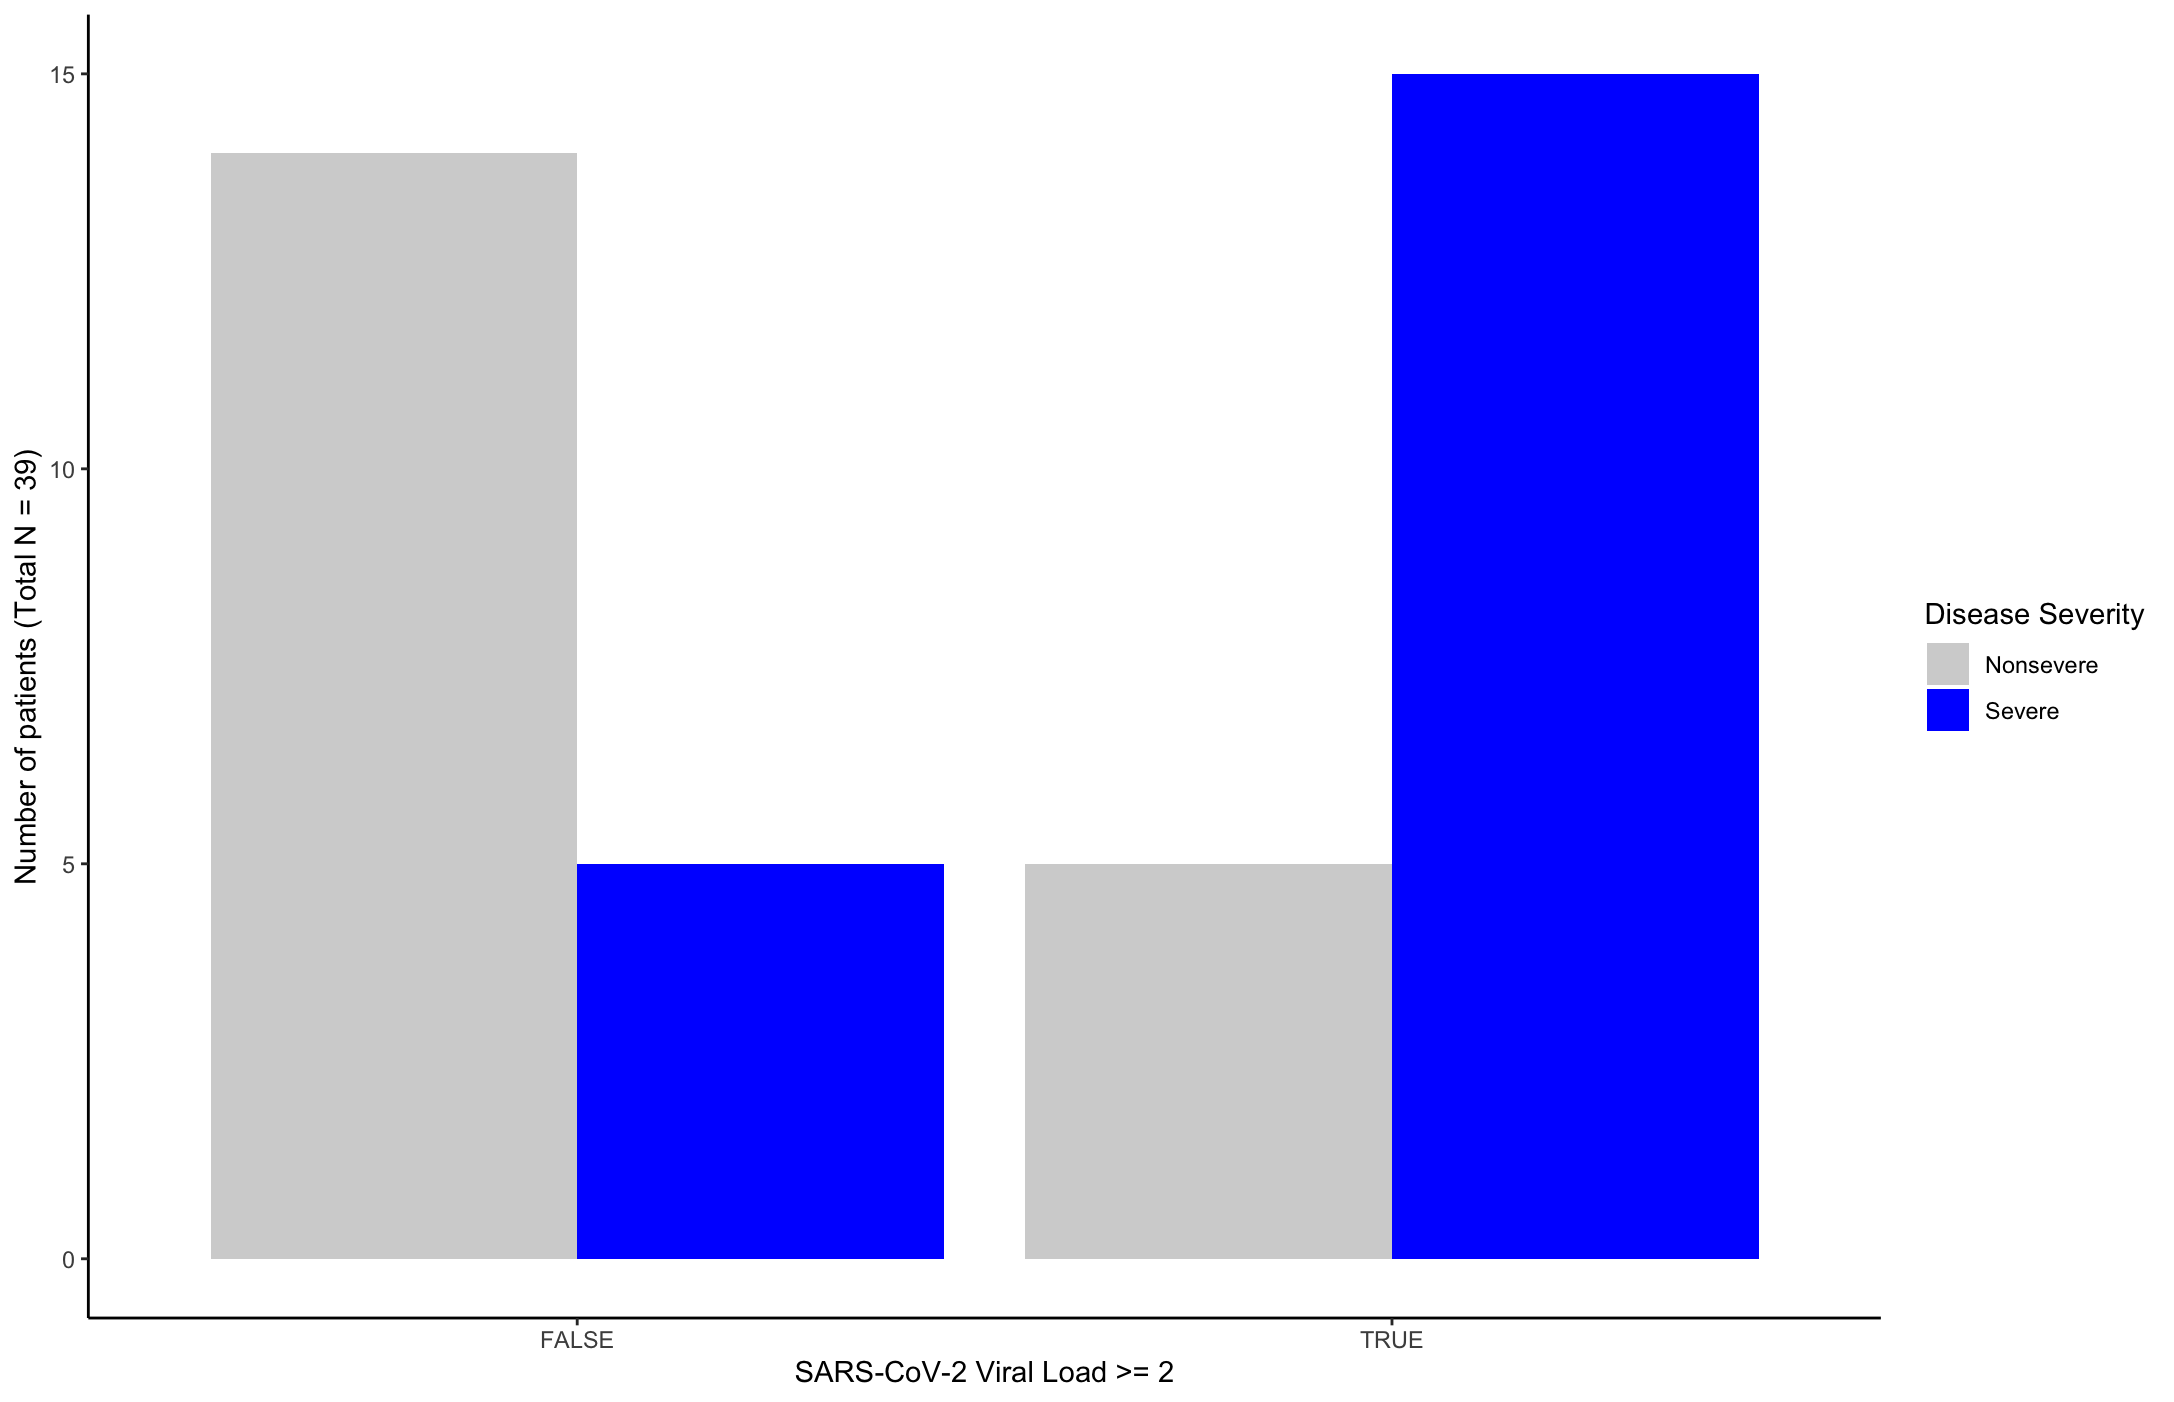 Number of patients (Total N = 39)
15
10
5
0
FALSE
TRUE
SARS-CoV-2 Viral Load >= 2
Disease Severity
Nonsevere
Severe